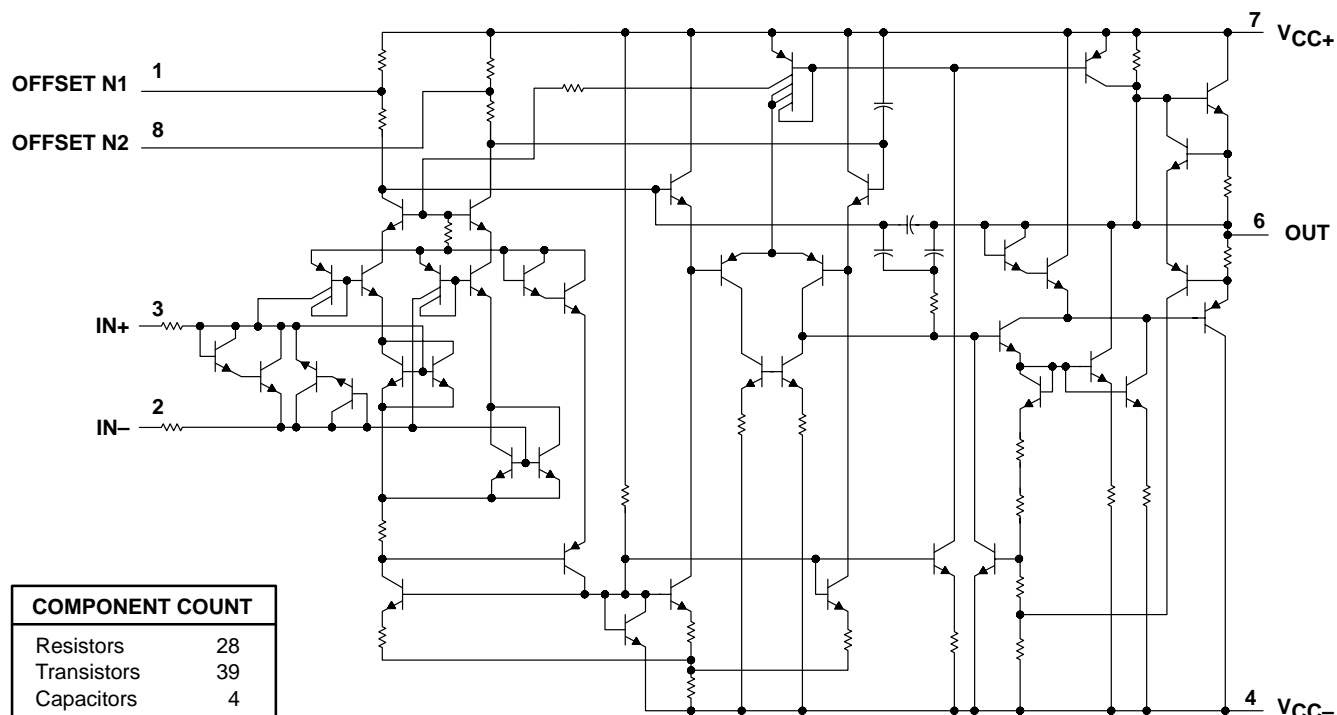 7
VCC+
OFFSET N1
1
OFFSET N2
8
6
OUT
IN+
3
IN–
2
COMPONENT COUNT
Resistors 28
Transistors 39
Capacitors 4
4
VCC–